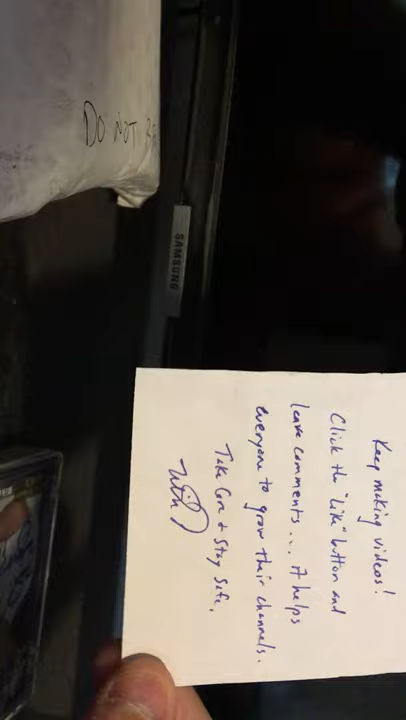 DO NOT
SAMSUNG
Keep making videos!
Click the "like" button and
leave comments... it helps
everyone to grow their channels.
Take Care & Stay Safe.